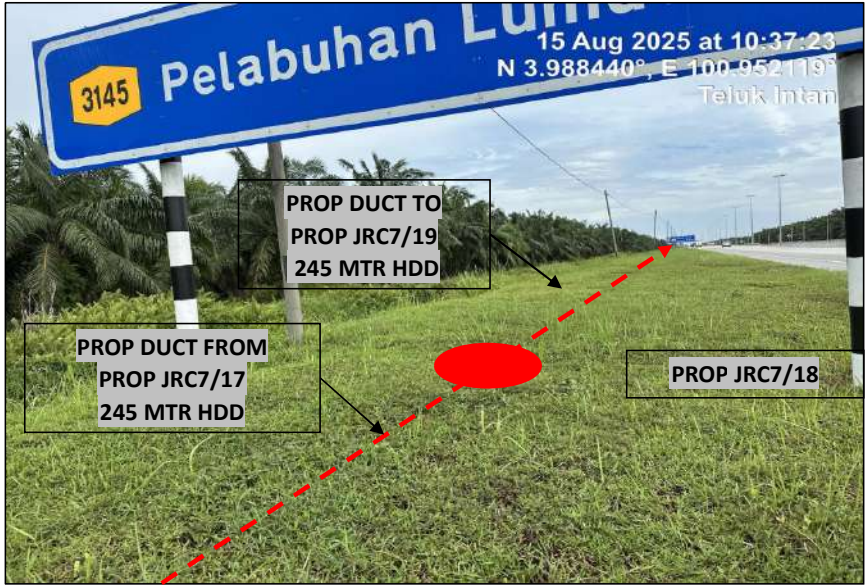 3145 Pelabuhan Lumu
15 Aug 2025 at 10:37:23
N 3.988440°, E 100.952119°
Teluk Intan
PROP DUCT TO
PROP JRC7/19
245 MTR HDD
PROP DUCT FROM
PROP JRC7/17
245 MTR HDD
PROP JRC7/18